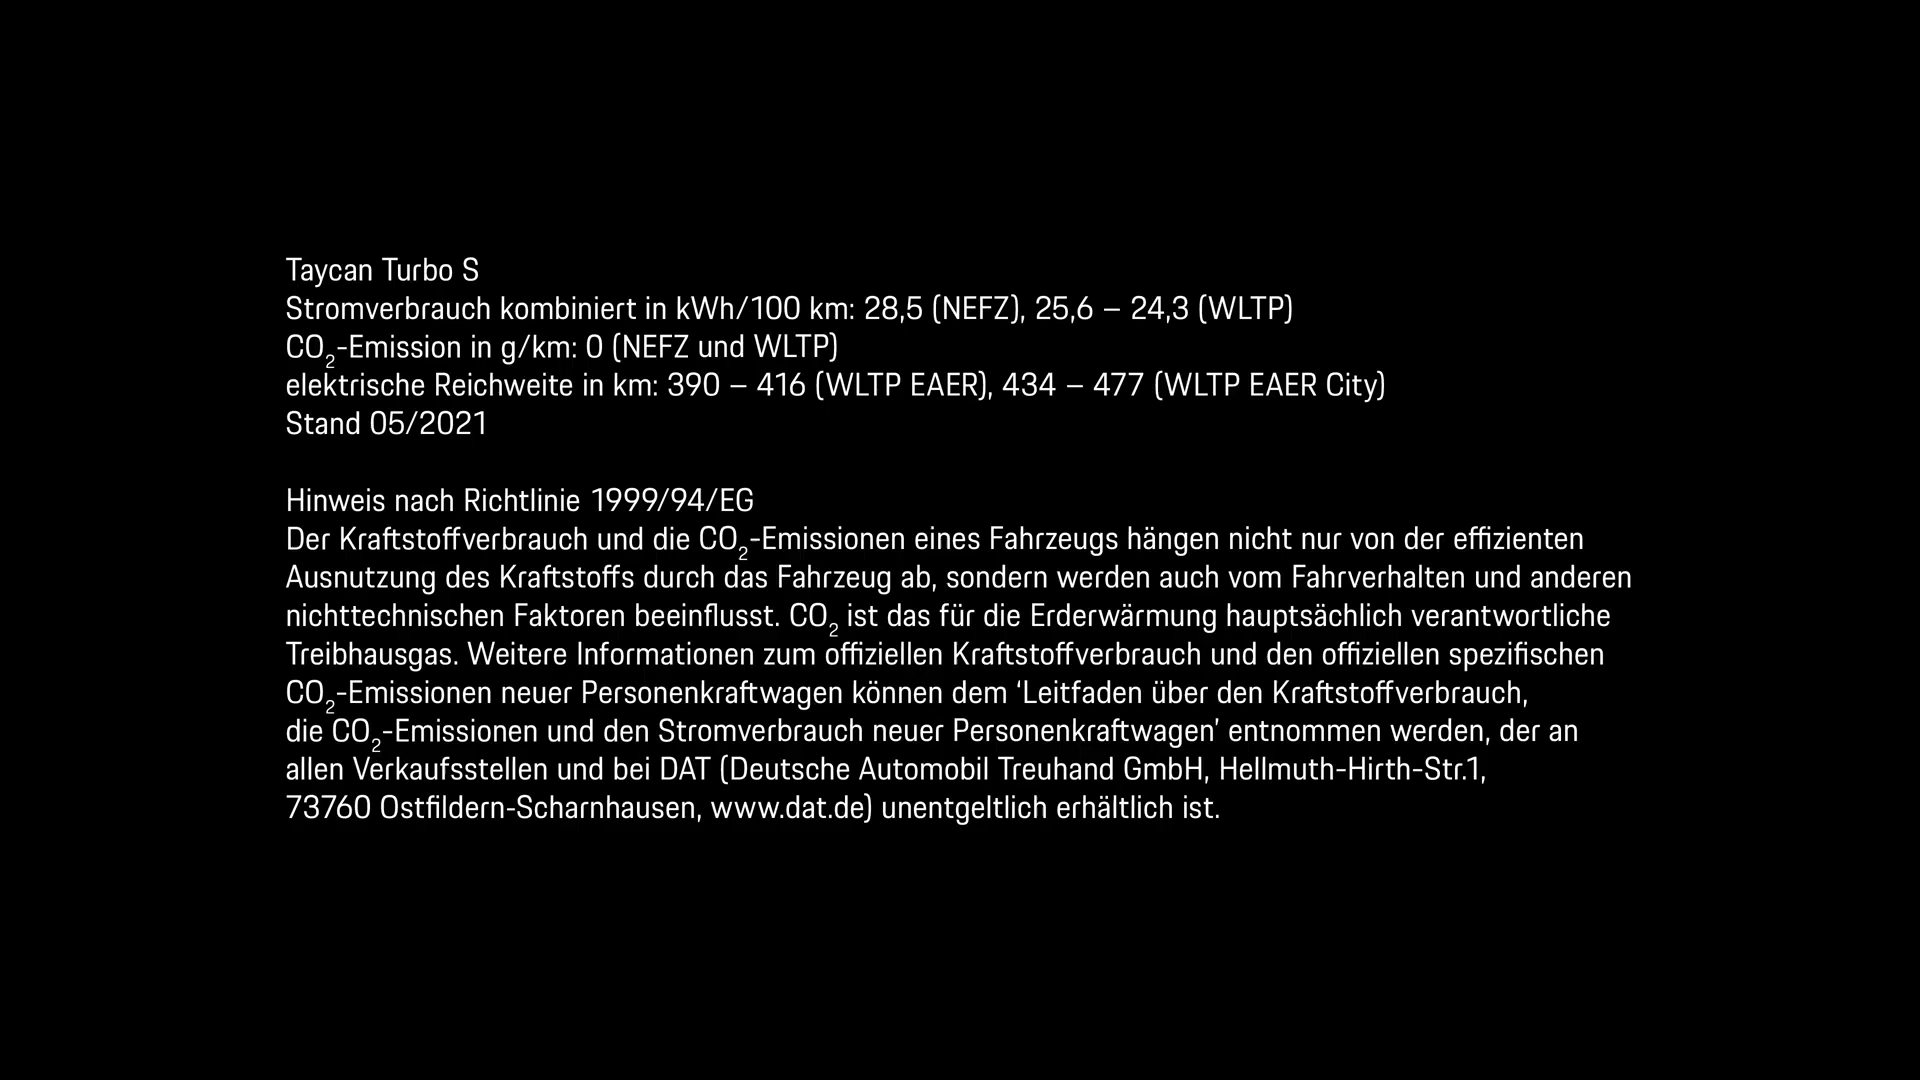 Taycan Turbo S
Stromverbrauch kombiniert in kWh/100 km: 28,5 (NEFZ), 25,6 – 24,3 (WLTP)
CO₂-Emission in g/km: 0 (NEFZ und WLTP)
elektrische Reichweite in km: 390 – 416 (WLTP EAER), 434 – 477 (WLTP EAER City)
Stand 05/2021
Hinweis nach Richtlinie 1999/94/EG
Der Kraftstoffverbrauch und die CO₂-Emissionen eines Fahrzeugs hängen nicht nur von der effizienten
Ausnutzung des Kraftstoffs durch das Fahrzeug ab, sondern werden auch vom Fahrverhalten und anderen
nichttechnischen Faktoren beeinflusst. CO₂ ist das für die Erderwärmung hauptsächlich verantwortliche
Treibhausgas. Weitere Informationen zum offiziellen Kraftstoffverbrauch und den offiziellen spezifischen
CO₂-Emissionen neuer Personenkraftwagen können dem ‘Leitfaden über den Kraftstoffverbrauch,
die CO₂-Emissionen und den Stromverbrauch neuer Personenkraftwagen’ entnommen werden, der an
allen Verkaufsstellen und bei DAT (Deutsche Automobil Treuhand GmbH, Hellmuth-Hirth-Str.1,
73760 Ostfildern-Scharnhausen, www.dat.de) unentgeltlich erhältlich ist.